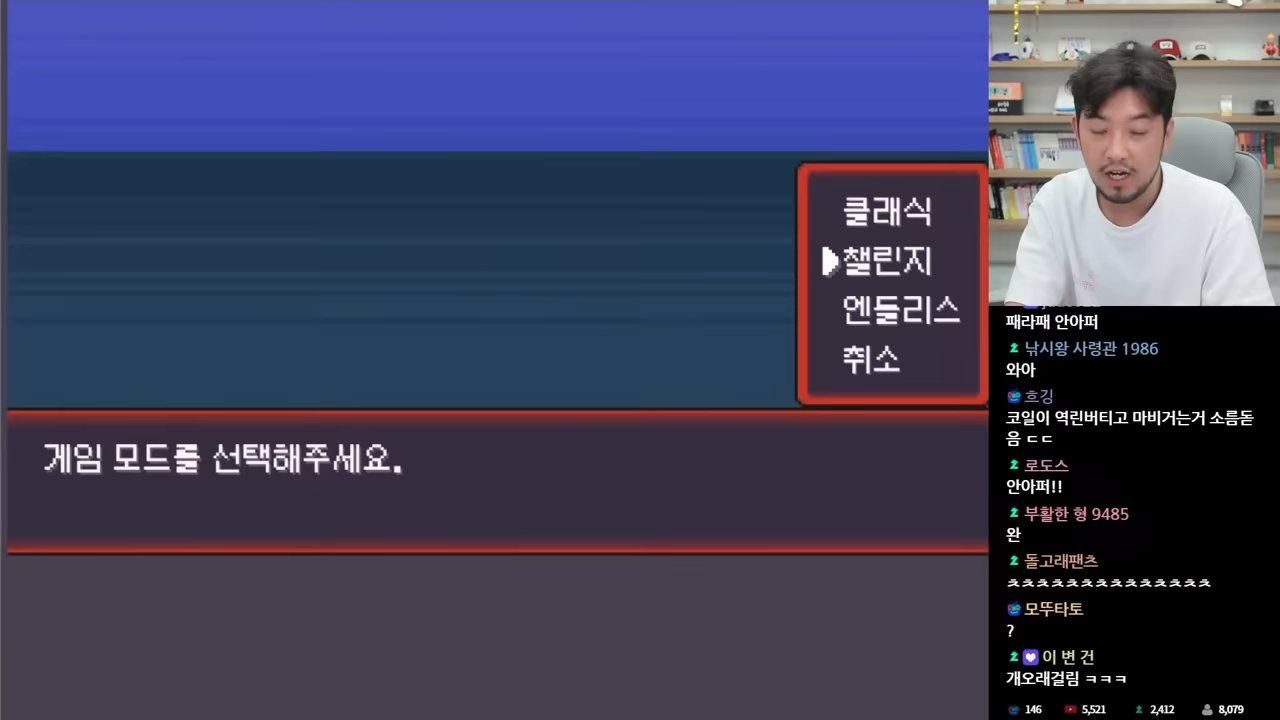 클래식
챌린지
엔들리스
취소
게임 모드를 선택해주세요.
패라패 안아퍼
낚시왕 사령관 1986
와아
흐깅
코일이 역린버티고 마비거는거 소름돋
음 ㄷㄷ
로도스
안아퍼!!
부활한 형 9485
완
돌고래팬츠
ㅊㅊㅊㅊㅊㅊㅊㅊㅊㅊㅊㅊㅊㅊ
모뚜타토
?
이 변 건
개오래걸림 ㅋㅋㅋ
146 5,521 2,412 8,079